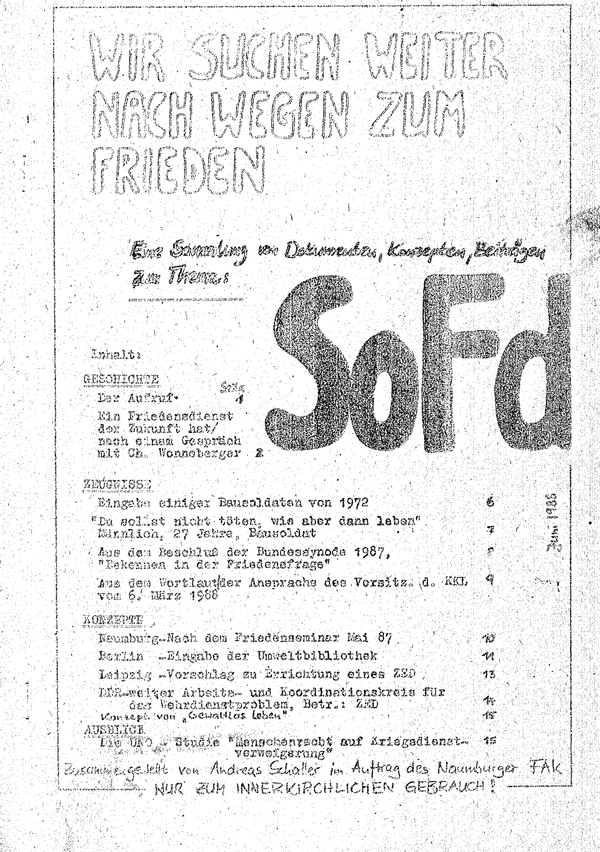 WIR SUCHEN WEITER
NACH WEGEN ZUM
FRIEDEN
Eine Sammlung von Dokumenten, Konzepten, Beiträgen
zum Thema:
SoFd
Juni 1988
Inhalt:
GESCHICHTE Seite
Der Aufruf 1
Ein Friedensdienst
der Zukunft hat/
nach einem Gespräch
mit Ch. Wonneberger 2
ZEUGNISSE
Eingabe einiger Bausoldaten von 1972 6
"Du sollst nicht töten, wie aber dann leben" 7
Männlich, 27 Jahre, Bausoldat
Aus dem Beschluß der Bundessynode 1987,
"Bekennen in der Friedensfrage"
Aus dem Wortlaut/der Ansprache des Vorsitz. d. KKL 9
vom 6. März 1988
KONZEPTE
Naumburg-Nach dem Friedenseminar Mai 87 10
Berlin -Eingabe der Umweltbibliothek 11
Leipzig -Vorschlag zu Errichtung eines ZED 13
DDR-weiter Arbeits- und Koordinationskreis für
das Wehrdienstproblem, Betr.: ZED 14
Konzept von "Gewaltlos leben" 15
AUSBLICK
Die UNO - Studie "Menschenrecht auf Kriegsdienst- 15
verweigerung"
Zusammengestellt von Andreas Schaller im Auftrag des Naumburger FAK
NUR ZUM INNERKIRCHLICHEN GEBRAUCH!